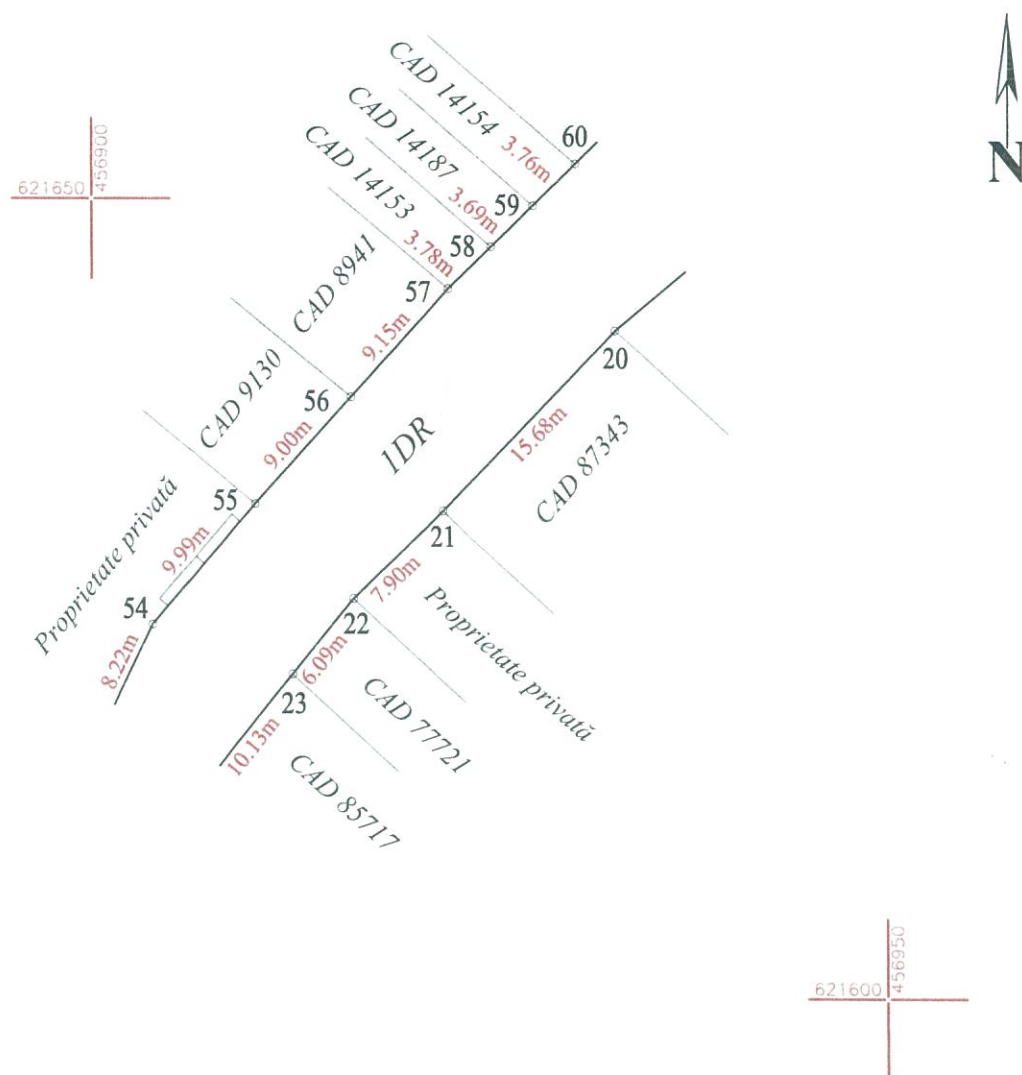 CAD 14154
3.76m
60
N
CAD 14187
3.69m
59
456900
621650
CAD 14153
3.78m
58
57
CAD 8941
9.15m
20
CAD 9130
56
9.00m
1DR
15.68m
CAD 87343
Proprietate privată
55
9.99m
21
54
7.90m
Proprietate privată
22
8.22m
6.09m
CAD 77721
23
10.13m
CAD 85717
456950
621600